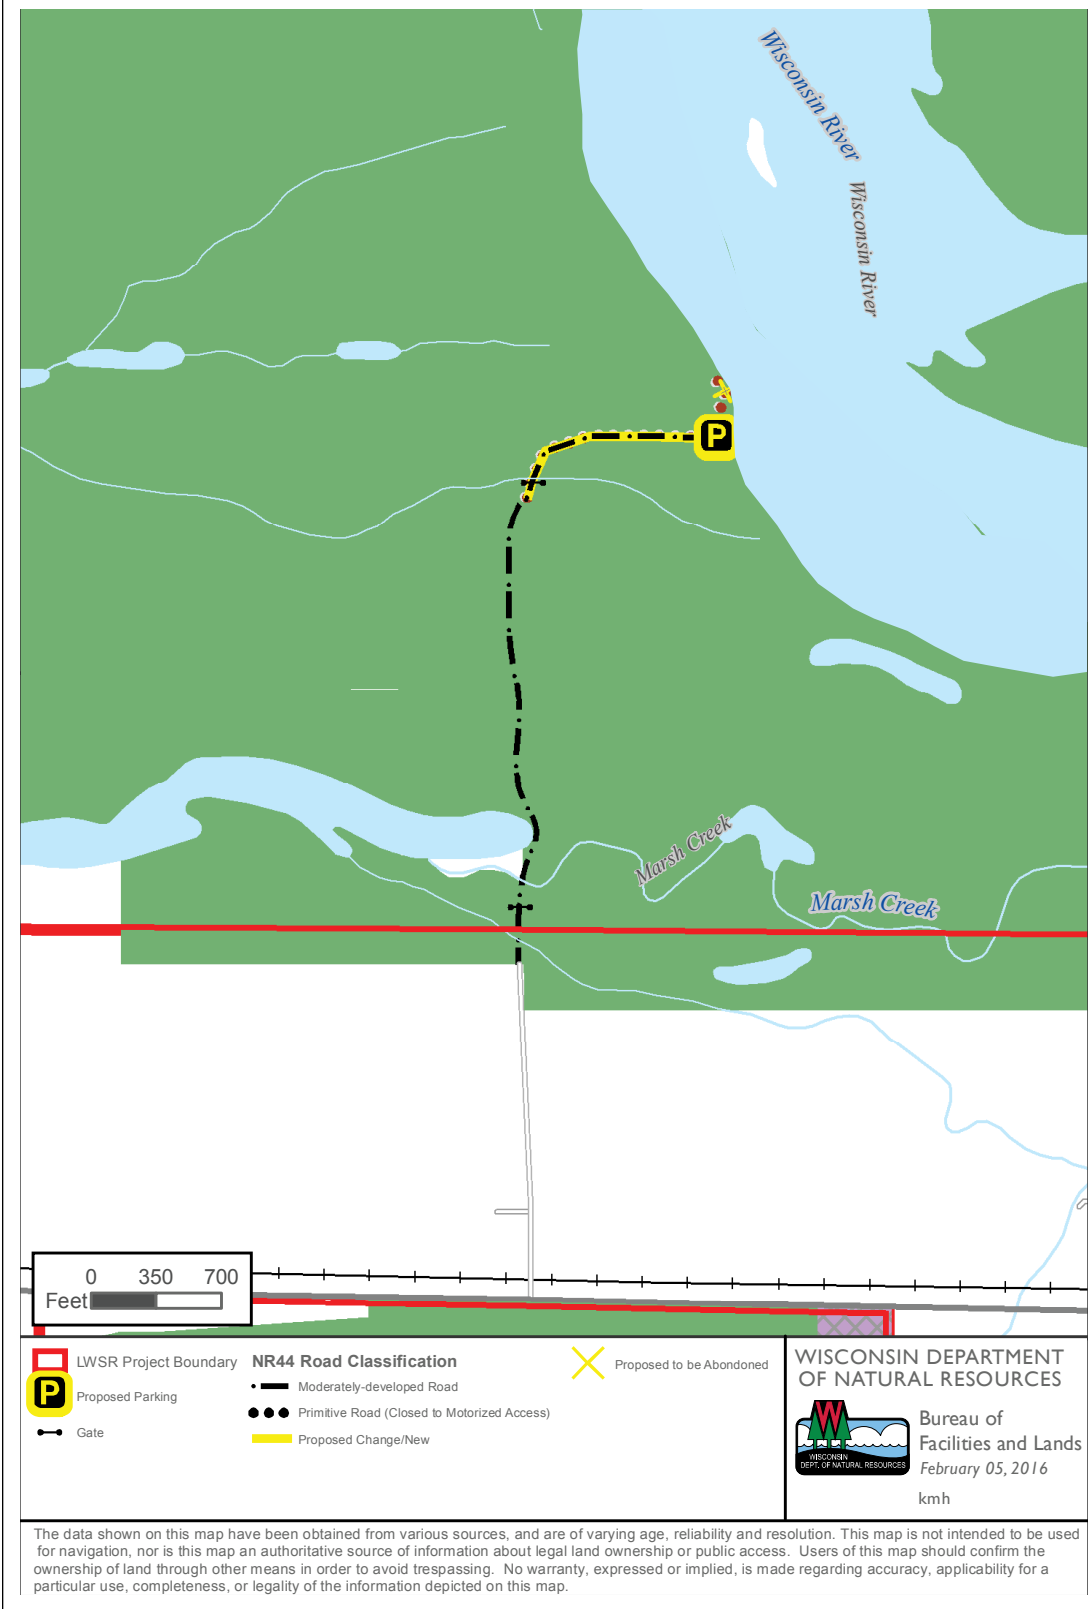 Wisconsin River
Wisconsin River
P
Marsh Creek
Marsh Creek
0 350 700
Feet
LWSR Project Boundary
P Proposed Parking
Gate
NR44 Road Classification
Moderately-developed Road
Primitive Road (Closed to Motorized Access)
Proposed Change/New
Proposed to be Abondoned
WISCONSIN DEPARTMENT
OF NATURAL RESOURCES
W
WISCONSIN
DEPT. OF NATURAL RESOURCES
Bureau of
Facilities and Lands
February 05, 2016
kmh
The data shown on this map have been obtained from various sources, and are of varying age, reliability and resolution. This map is not intended to be used
for navigation, nor is this map an authoritative source of information about legal land ownership or public access. Users of this map should confirm the
ownership of land through other means in order to avoid trespassing. No warranty, expressed or implied, is made regarding accuracy, applicability for a
particular use, completeness, or legality of the information depicted on this map.